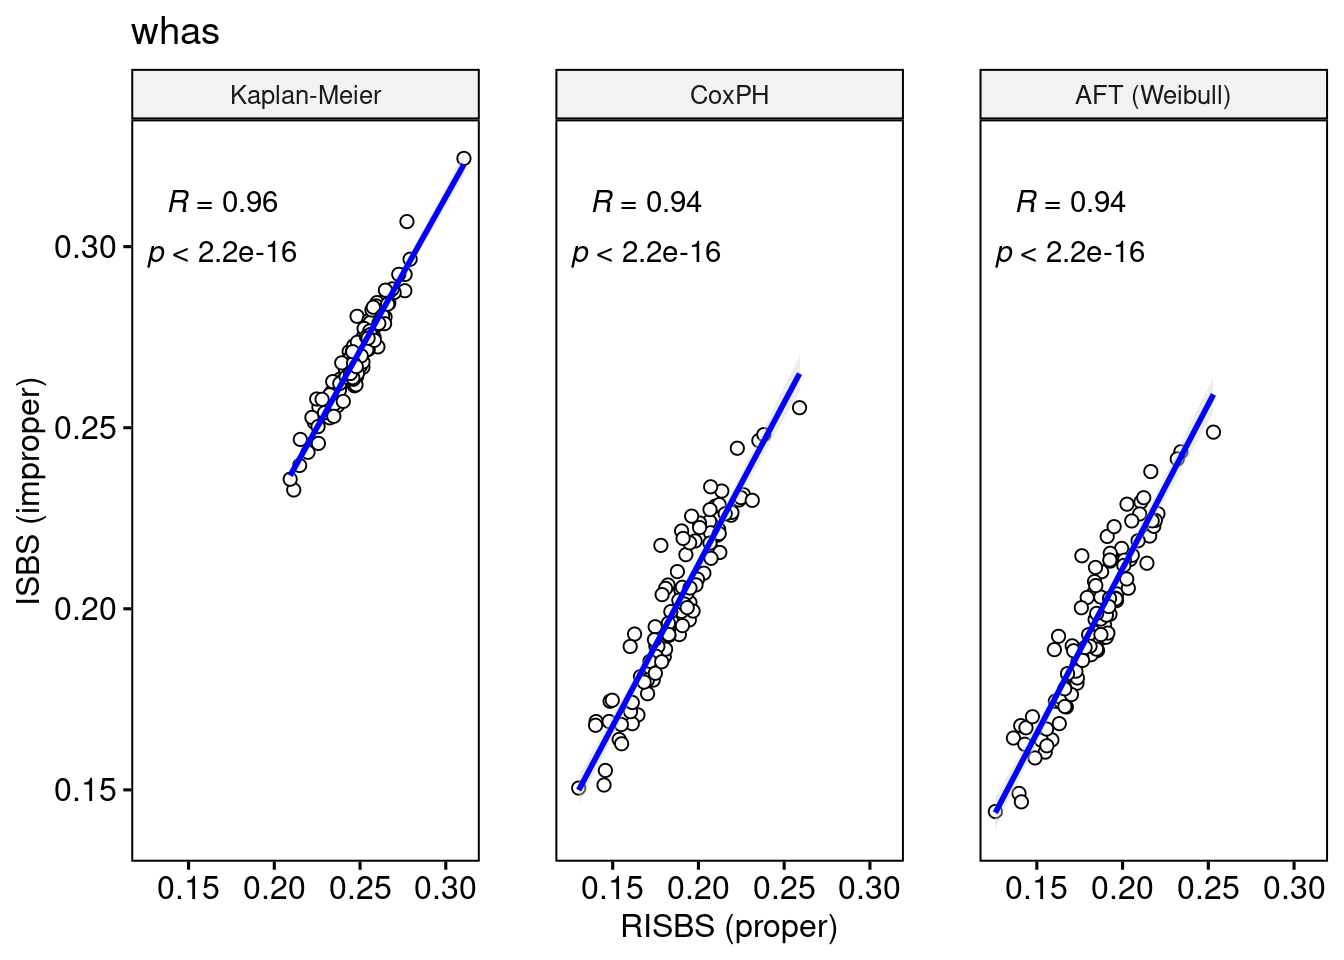 whas
Kaplan-Meier
CoxPH
AFT (Weibull)
R = 0.96
p < 2.2e-16
R = 0.94
p < 2.2e-16
R = 0.94
p < 2.2e-16
ISBS (improper)
0.30
0.25
0.20
0.15
0.15 0.20 0.25 0.30
0.15 0.20 0.25 0.30
0.15 0.20 0.25 0.30
RISBS (proper)